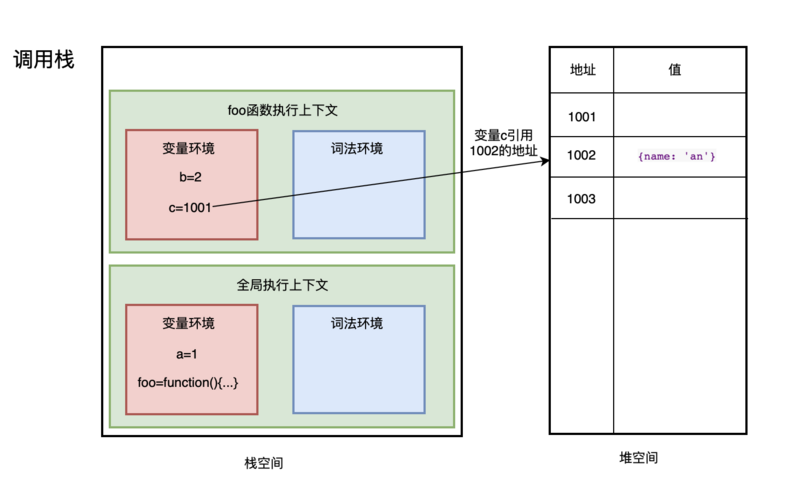 调用栈
foo函数执行上下文
变量环境
b=2
c=1001
词法环境
变量c引用
1002的地址
地址
值
1001
1002
{name: 'an'}
1003
全局执行上下文
变量环境
a=1
foo=function(){...}
词法环境
栈空间
堆空间